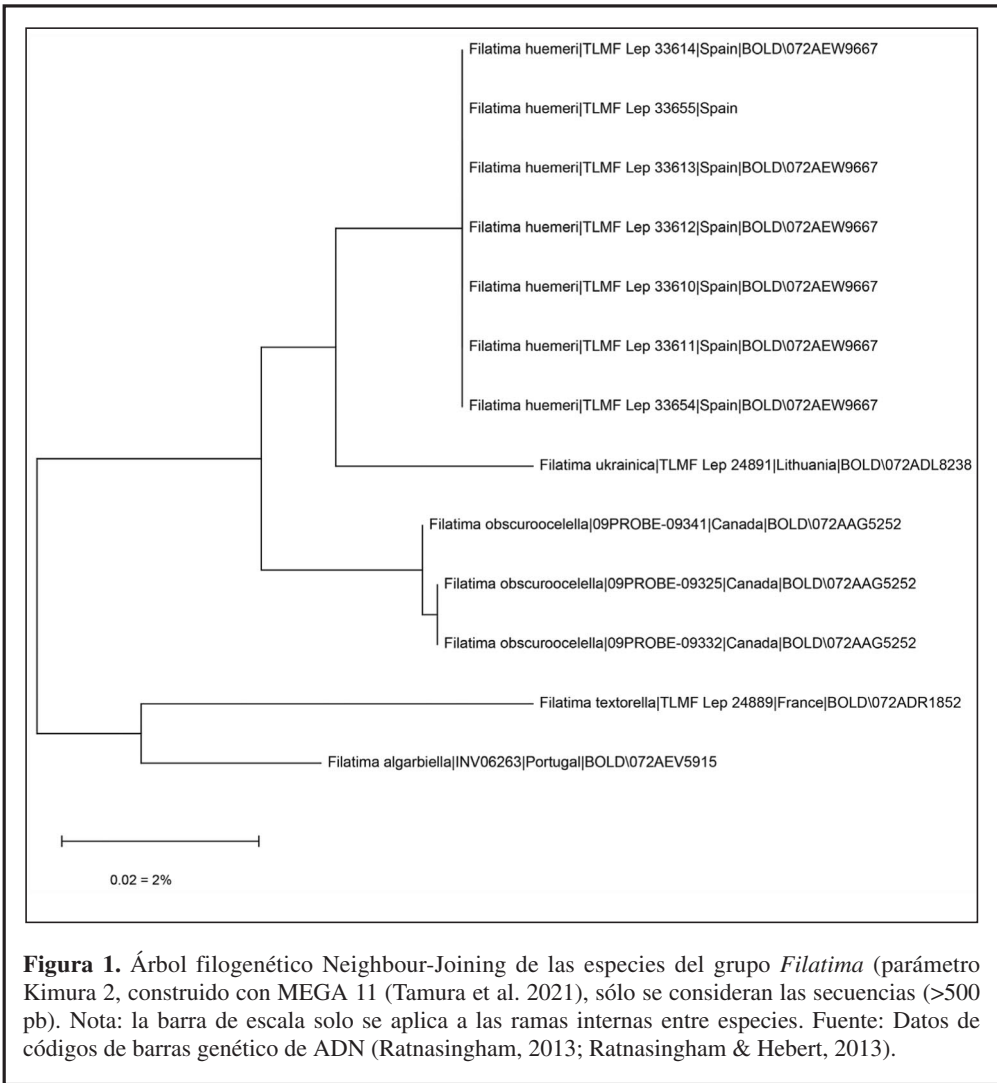 Filatima huemeri|TLMF Lep 33614|Spain|BOLD\072AEW9667
Filatima huemeri|TLMF Lep 33655|Spain
Filatima huemeri|TLMF Lep 33613|Spain|BOLD\072AEW9667
Filatima huemeri|TLMF Lep 33612|Spain|BOLD\072AEW9667
Filatima huemeri|TLMF Lep 33610|Spain|BOLD\072AEW9667
Filatima huemeri|TLMF Lep 33611|Spain|BOLD\072AEW9667
Filatima huemeri|TLMF Lep 33654|Spain|BOLD\072AEW9667
Filatima ukrainica|TLMF Lep 24891|Lithuania|BOLD\072ADL8238
Filatima obscuroocelella|09PROBE-09341|Canada|BOLD\072AAG5252
Filatima obscuroocelella|09PROBE-09325|Canada|BOLD\072AAG5252
Filatima obscuroocelella|09PROBE-09332|Canada|BOLD\072AAG5252
Filatima textorella|TLMF Lep 24889|France|BOLD\072ADR1852
Filatima algarbiella|INV06263|Portugal|BOLD\072AEV5915
0.02 = 2%
Figura 1. Árbol filogenético Neighbour-Joining de las especies del grupo Filatima (parámetro
Kimura 2, construido con MEGA 11 (Tamura et al. 2021), sólo se consideran las secuencias (>500
pb). Nota: la barra de escala solo se aplica a las ramas internas entre especies. Fuente: Datos de
códigos de barras genético de ADN (Ratnasingham, 2013; Ratnasingham & Hebert, 2013).